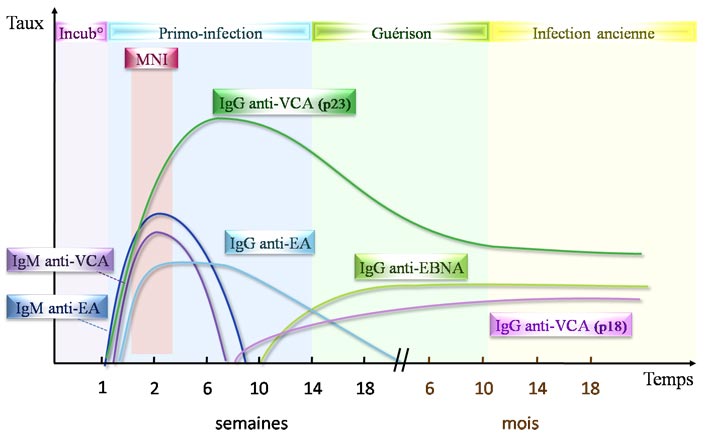 Taux
Incub° Primo-infection Guérison Infection ancienne
MNI
IgG anti-VCA (p23)
IgG anti-EA
IgM anti-VCA
IgG anti-EBNA
IgM anti-EA
IgG anti-VCA (p18)
Temps
1 2 6 10 14 18 6 10 14 18
semaines mois